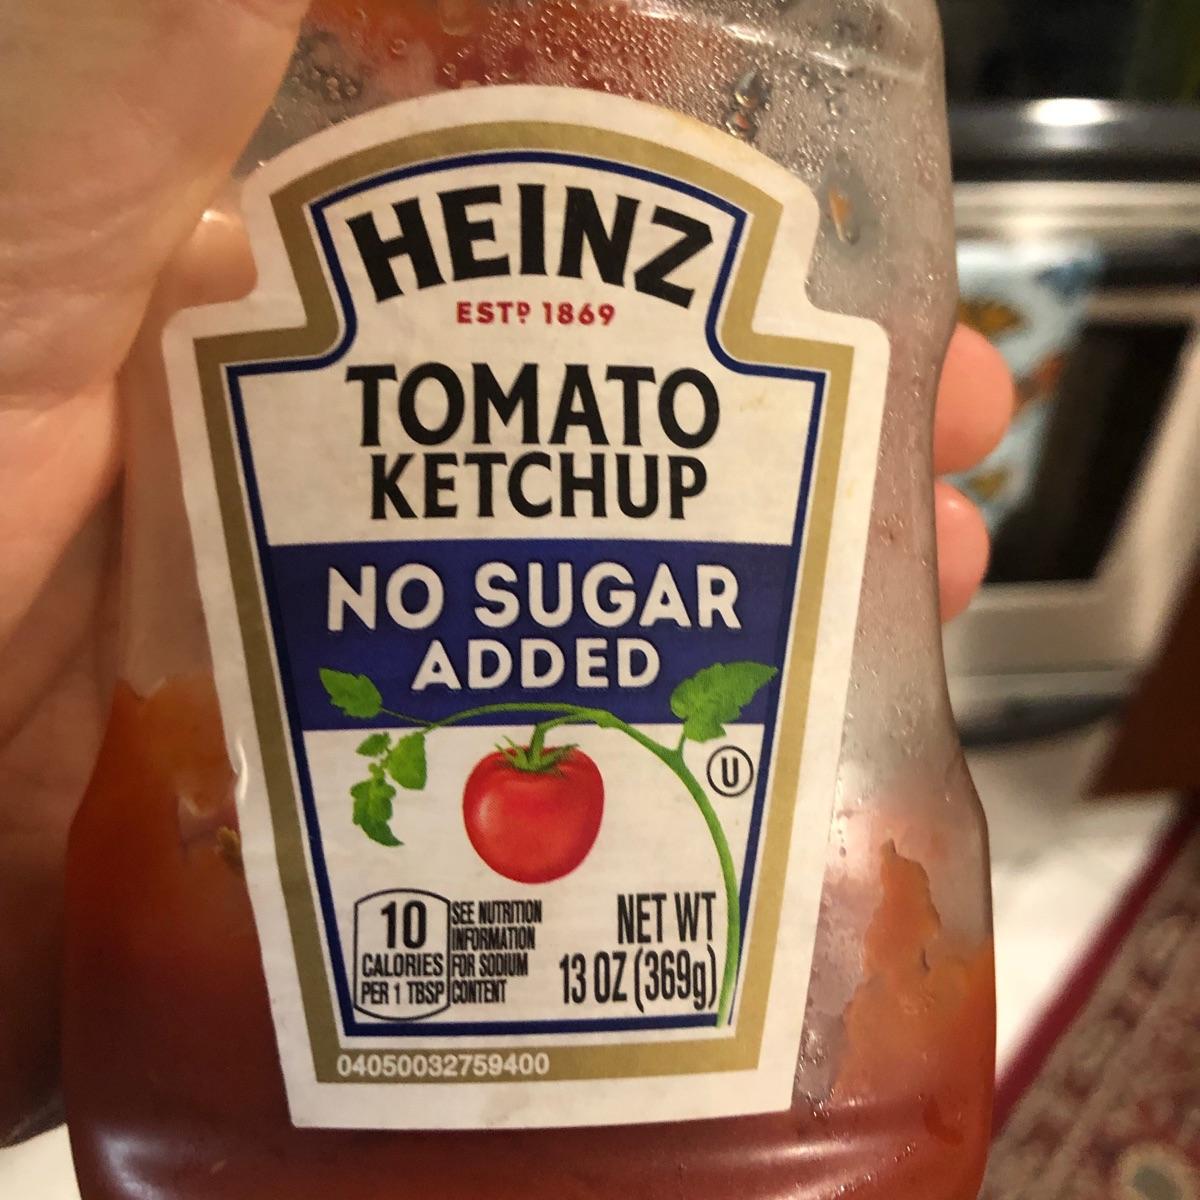 HEINZ
ESTD 1869
TOMATO
KETCHUP
NO SUGAR
ADDED
U
10
CALORIES
PER 1 TBSP
SEE NUTRITION
INFORMATION
FOR SODIUM
CONTENT
NET WT
13 OZ (369g)
04050032759400